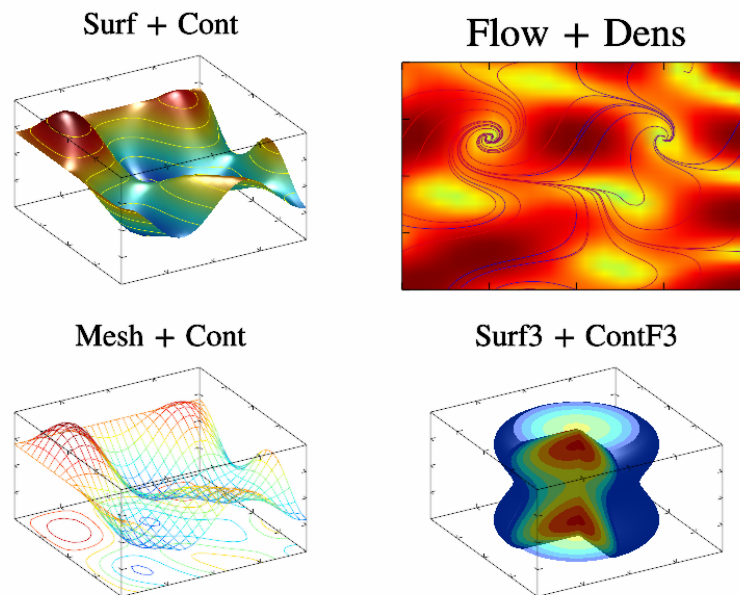 Surf + Cont
Flow + Dens
Mesh + Cont
Surf3 + ContF3